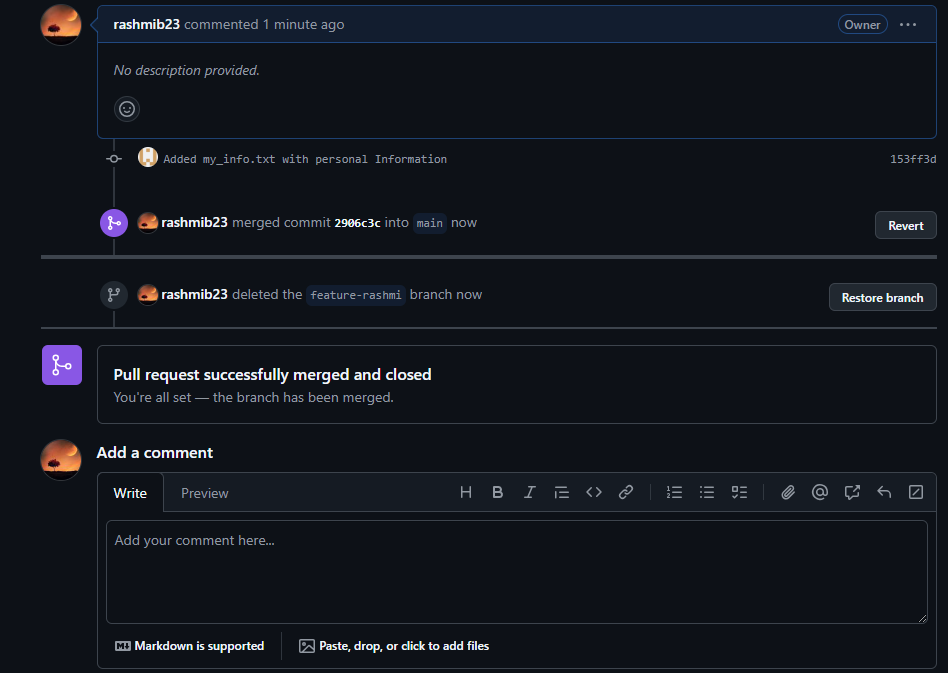 rashmib23 commented 1 minute ago Owner
No description provided.
Added my_info.txt with personal Information 153ff3d
rashmib23 merged commit 2906c3c into main now Revert
rashmib23 deleted the feature-rashmi branch now Restore branch
Pull request successfully merged and closed
You're all set — the branch has been merged.
Add a comment
Write Preview
Add your comment here...
Markdown is supported Paste, drop, or click to add files